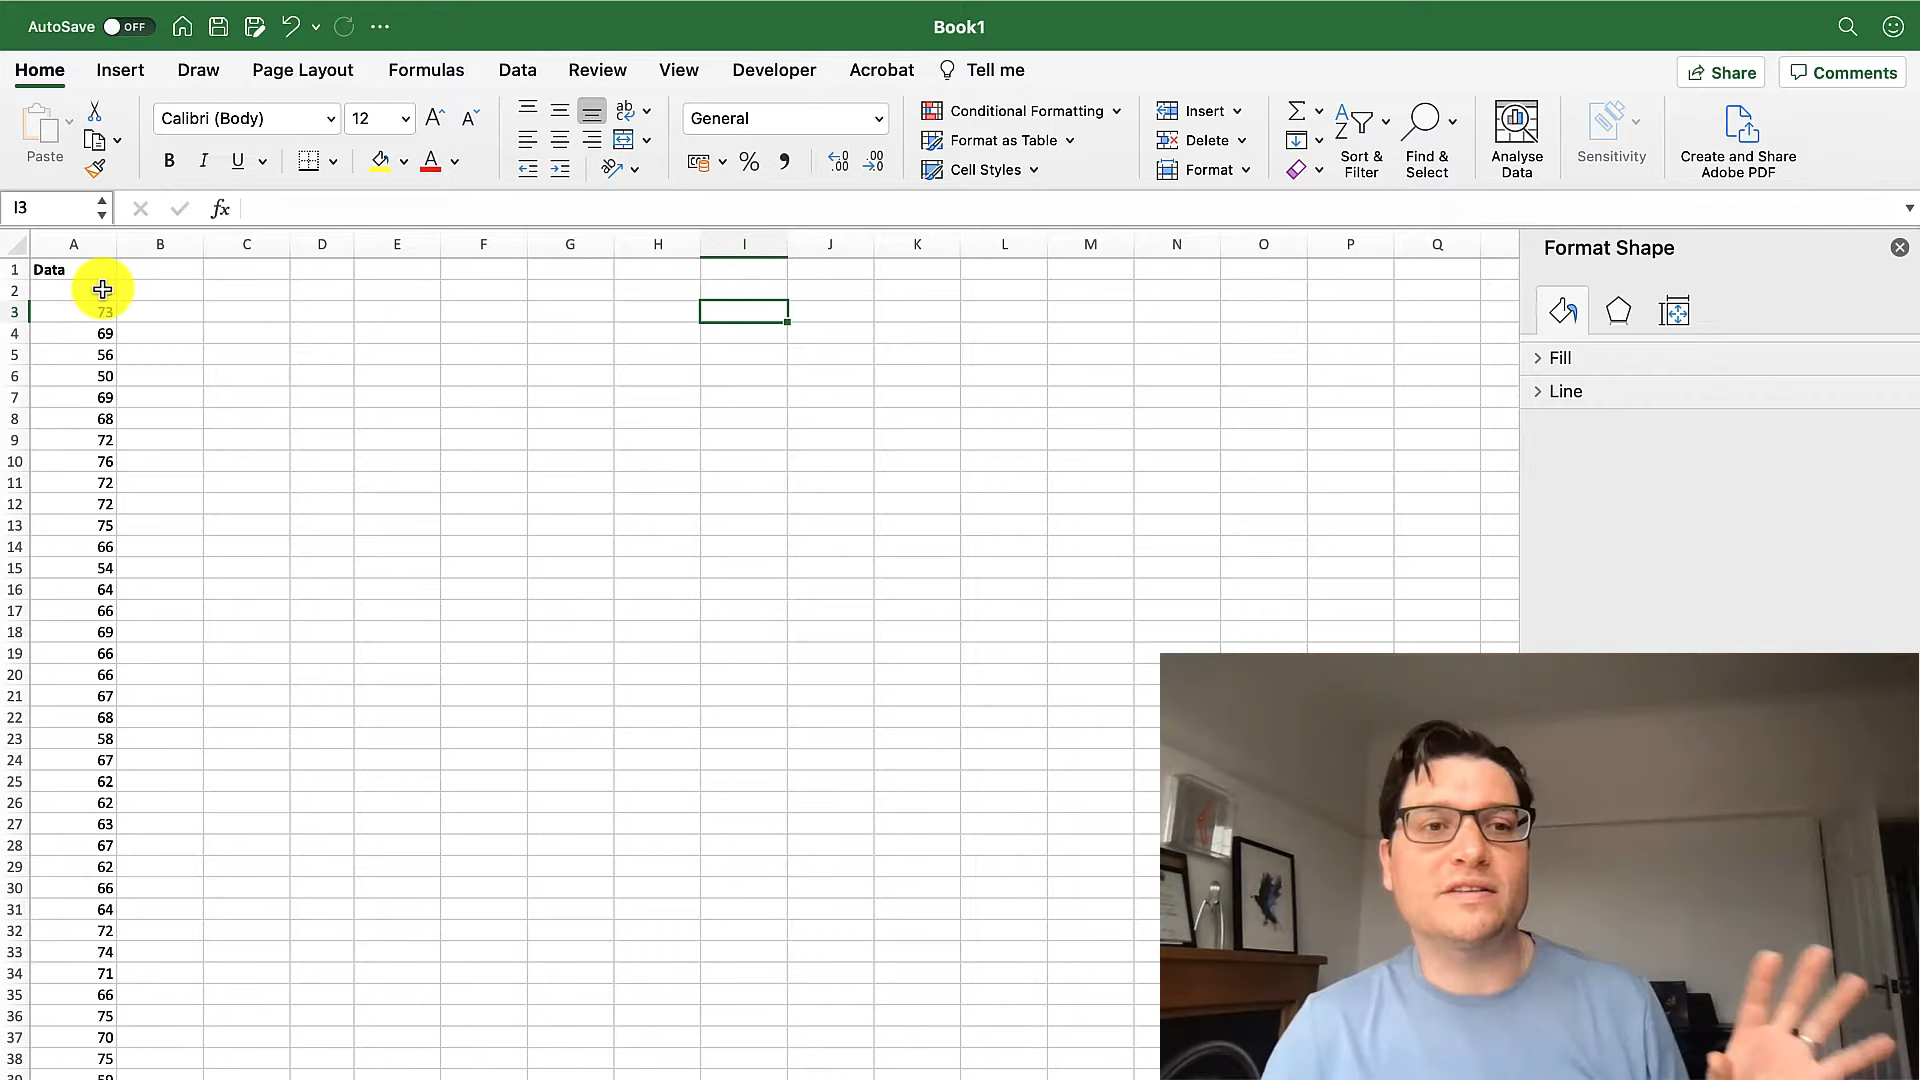 AutoSave OFF
Book1
Home Insert Draw Page Layout Formulas Data Review View Developer Acrobat Tell me
Share Comments
Paste
Calibri (Body) 12
B I U
A A A
ab
General
%
Conditional Formatting
Format as Table
Cell Styles
Insert
Delete
Format
Sort & Filter
Find & Select
Analyse Data
Sensitivity
Create and Share Adobe PDF
I3
fx
A B C D E F G H I J K L M N O P Q
1 Data
2
3 73
4 69
5 56
6 50
7 69
8 68
9 72
10 76
11 72
12 72
13 75
14 66
15 54
16 64
17 66
18 69
19 66
20 66
21 67
22 68
23 58
24 67
25 62
26 62
27 63
28 67
29 62
30 66
31 64
32 72
33 74
34 71
35 66
36 75
37 70
38 75
Format Shape
Fill
Line